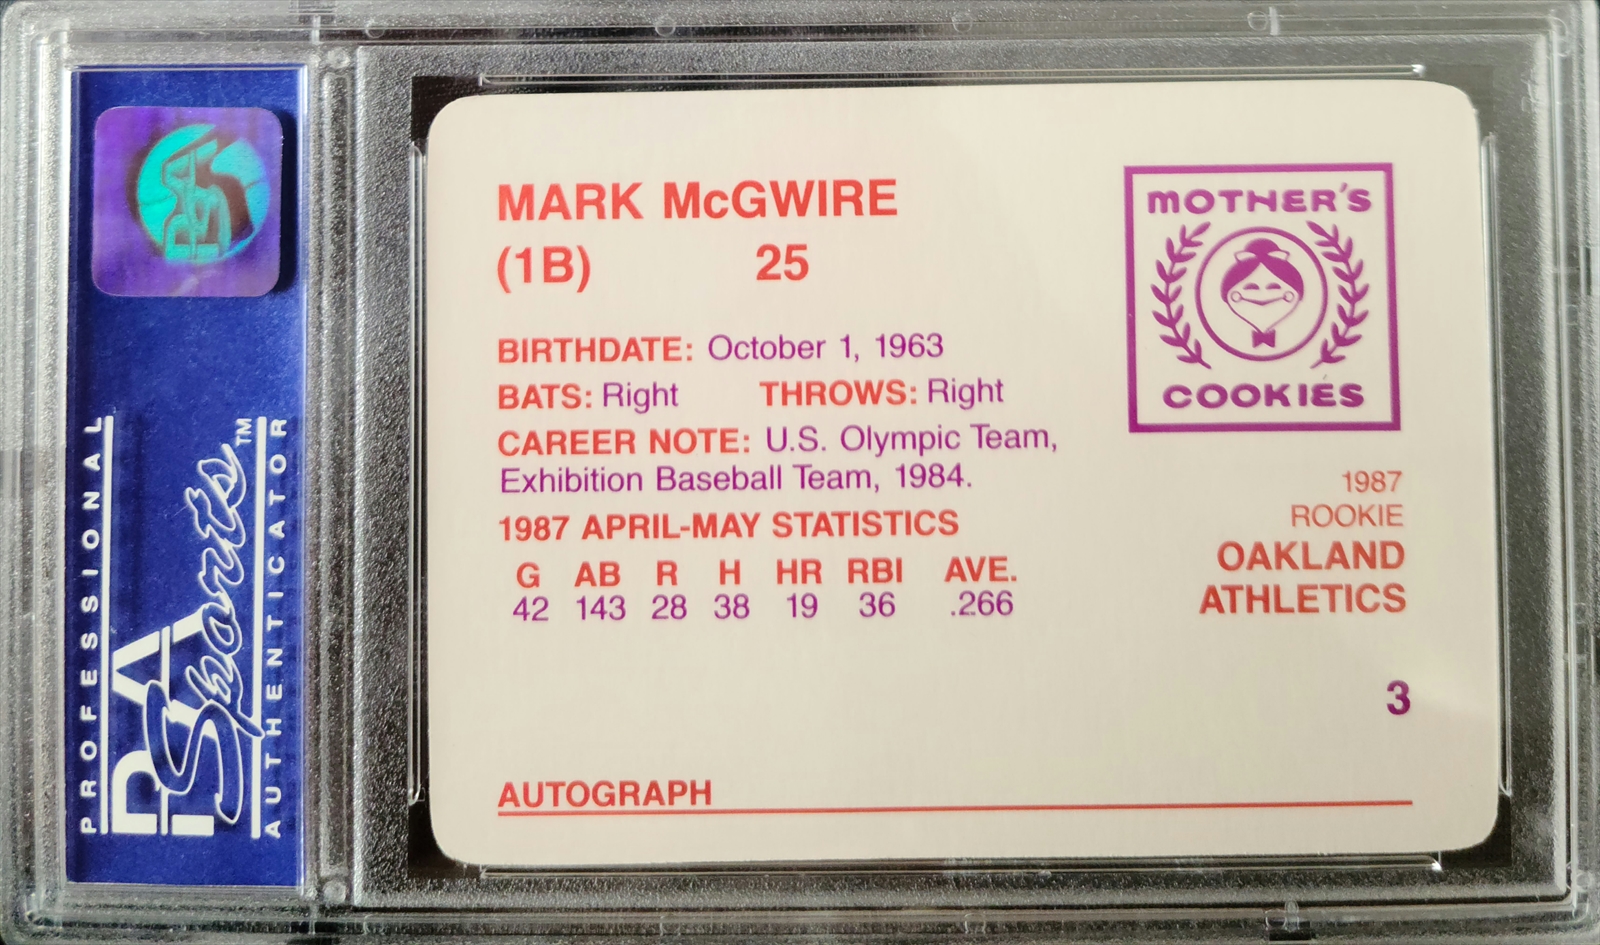 PSA
PROFESSIONAL
PSA Sports™
AUTHENTICATOR
MARK McGWIRE
(1B) 25
BIRTHDATE: October 1, 1963
BATS: Right THROWS: Right
CAREER NOTE: U.S. Olympic Team,
Exhibition Baseball Team, 1984.
1987 APRIL-MAY STATISTICS
G AB R H HR RBI AVE.
42 143 28 38 19 36 .266
MOTHER'S
COOKIES
1987
ROOKIE
OAKLAND
ATHLETICS
3
AUTOGRAPH